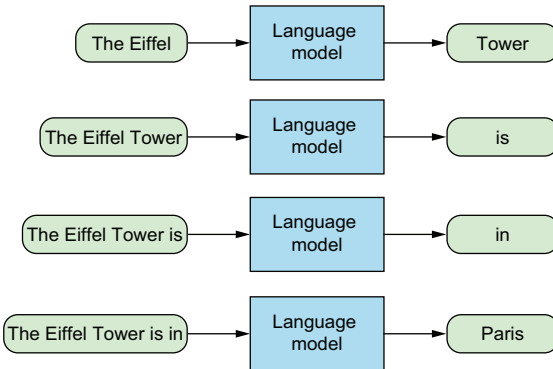 The Eiffel
Language
model
Tower
The Eiffel Tower
Language
model
is
The Eiffel Tower is
Language
model
in
The Eiffel Tower is in
Language
model
Paris